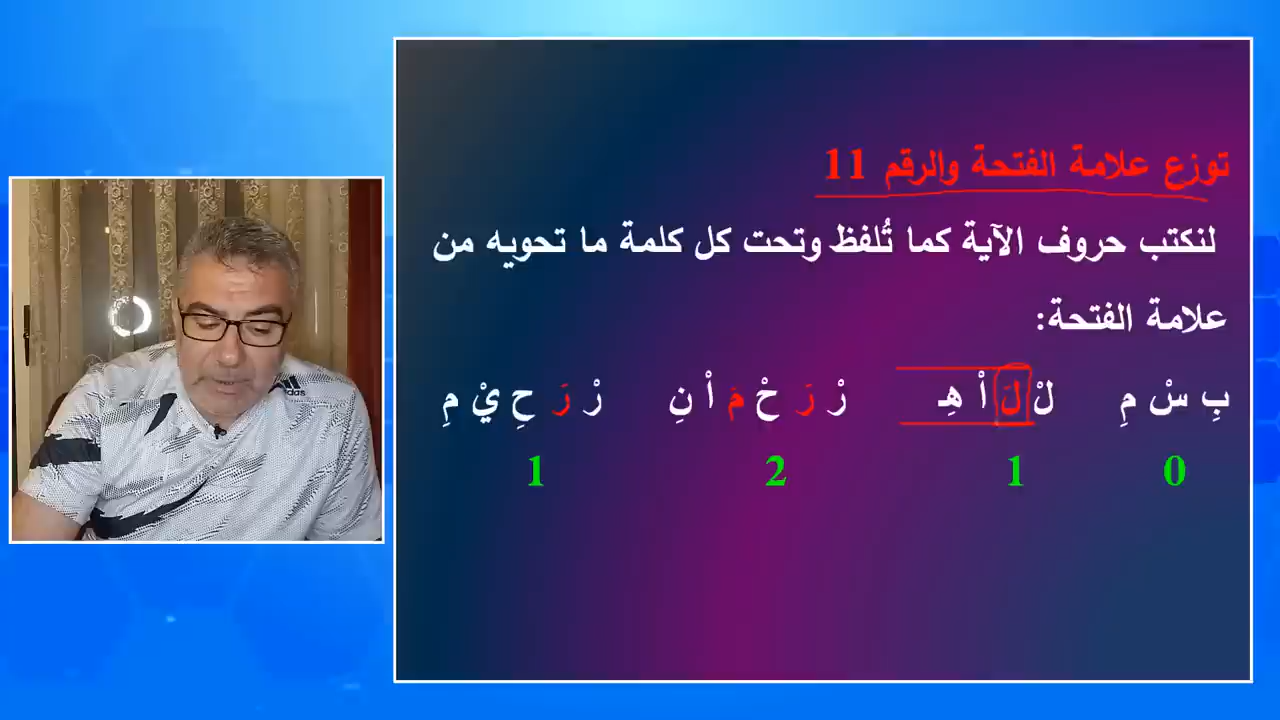 توزع علامة الفتحة والرقم 11
لنكتب حروف الآية كما تُلفظ وتحت كل كلمة ما تحويه من
علامة الفتحة:
بِ سْ مِ لْ لَ اْ هِـ رْ رَ حْ مَ اْ نِ رْ رَ حِ يْ مِ
0 1 2 1
adidas